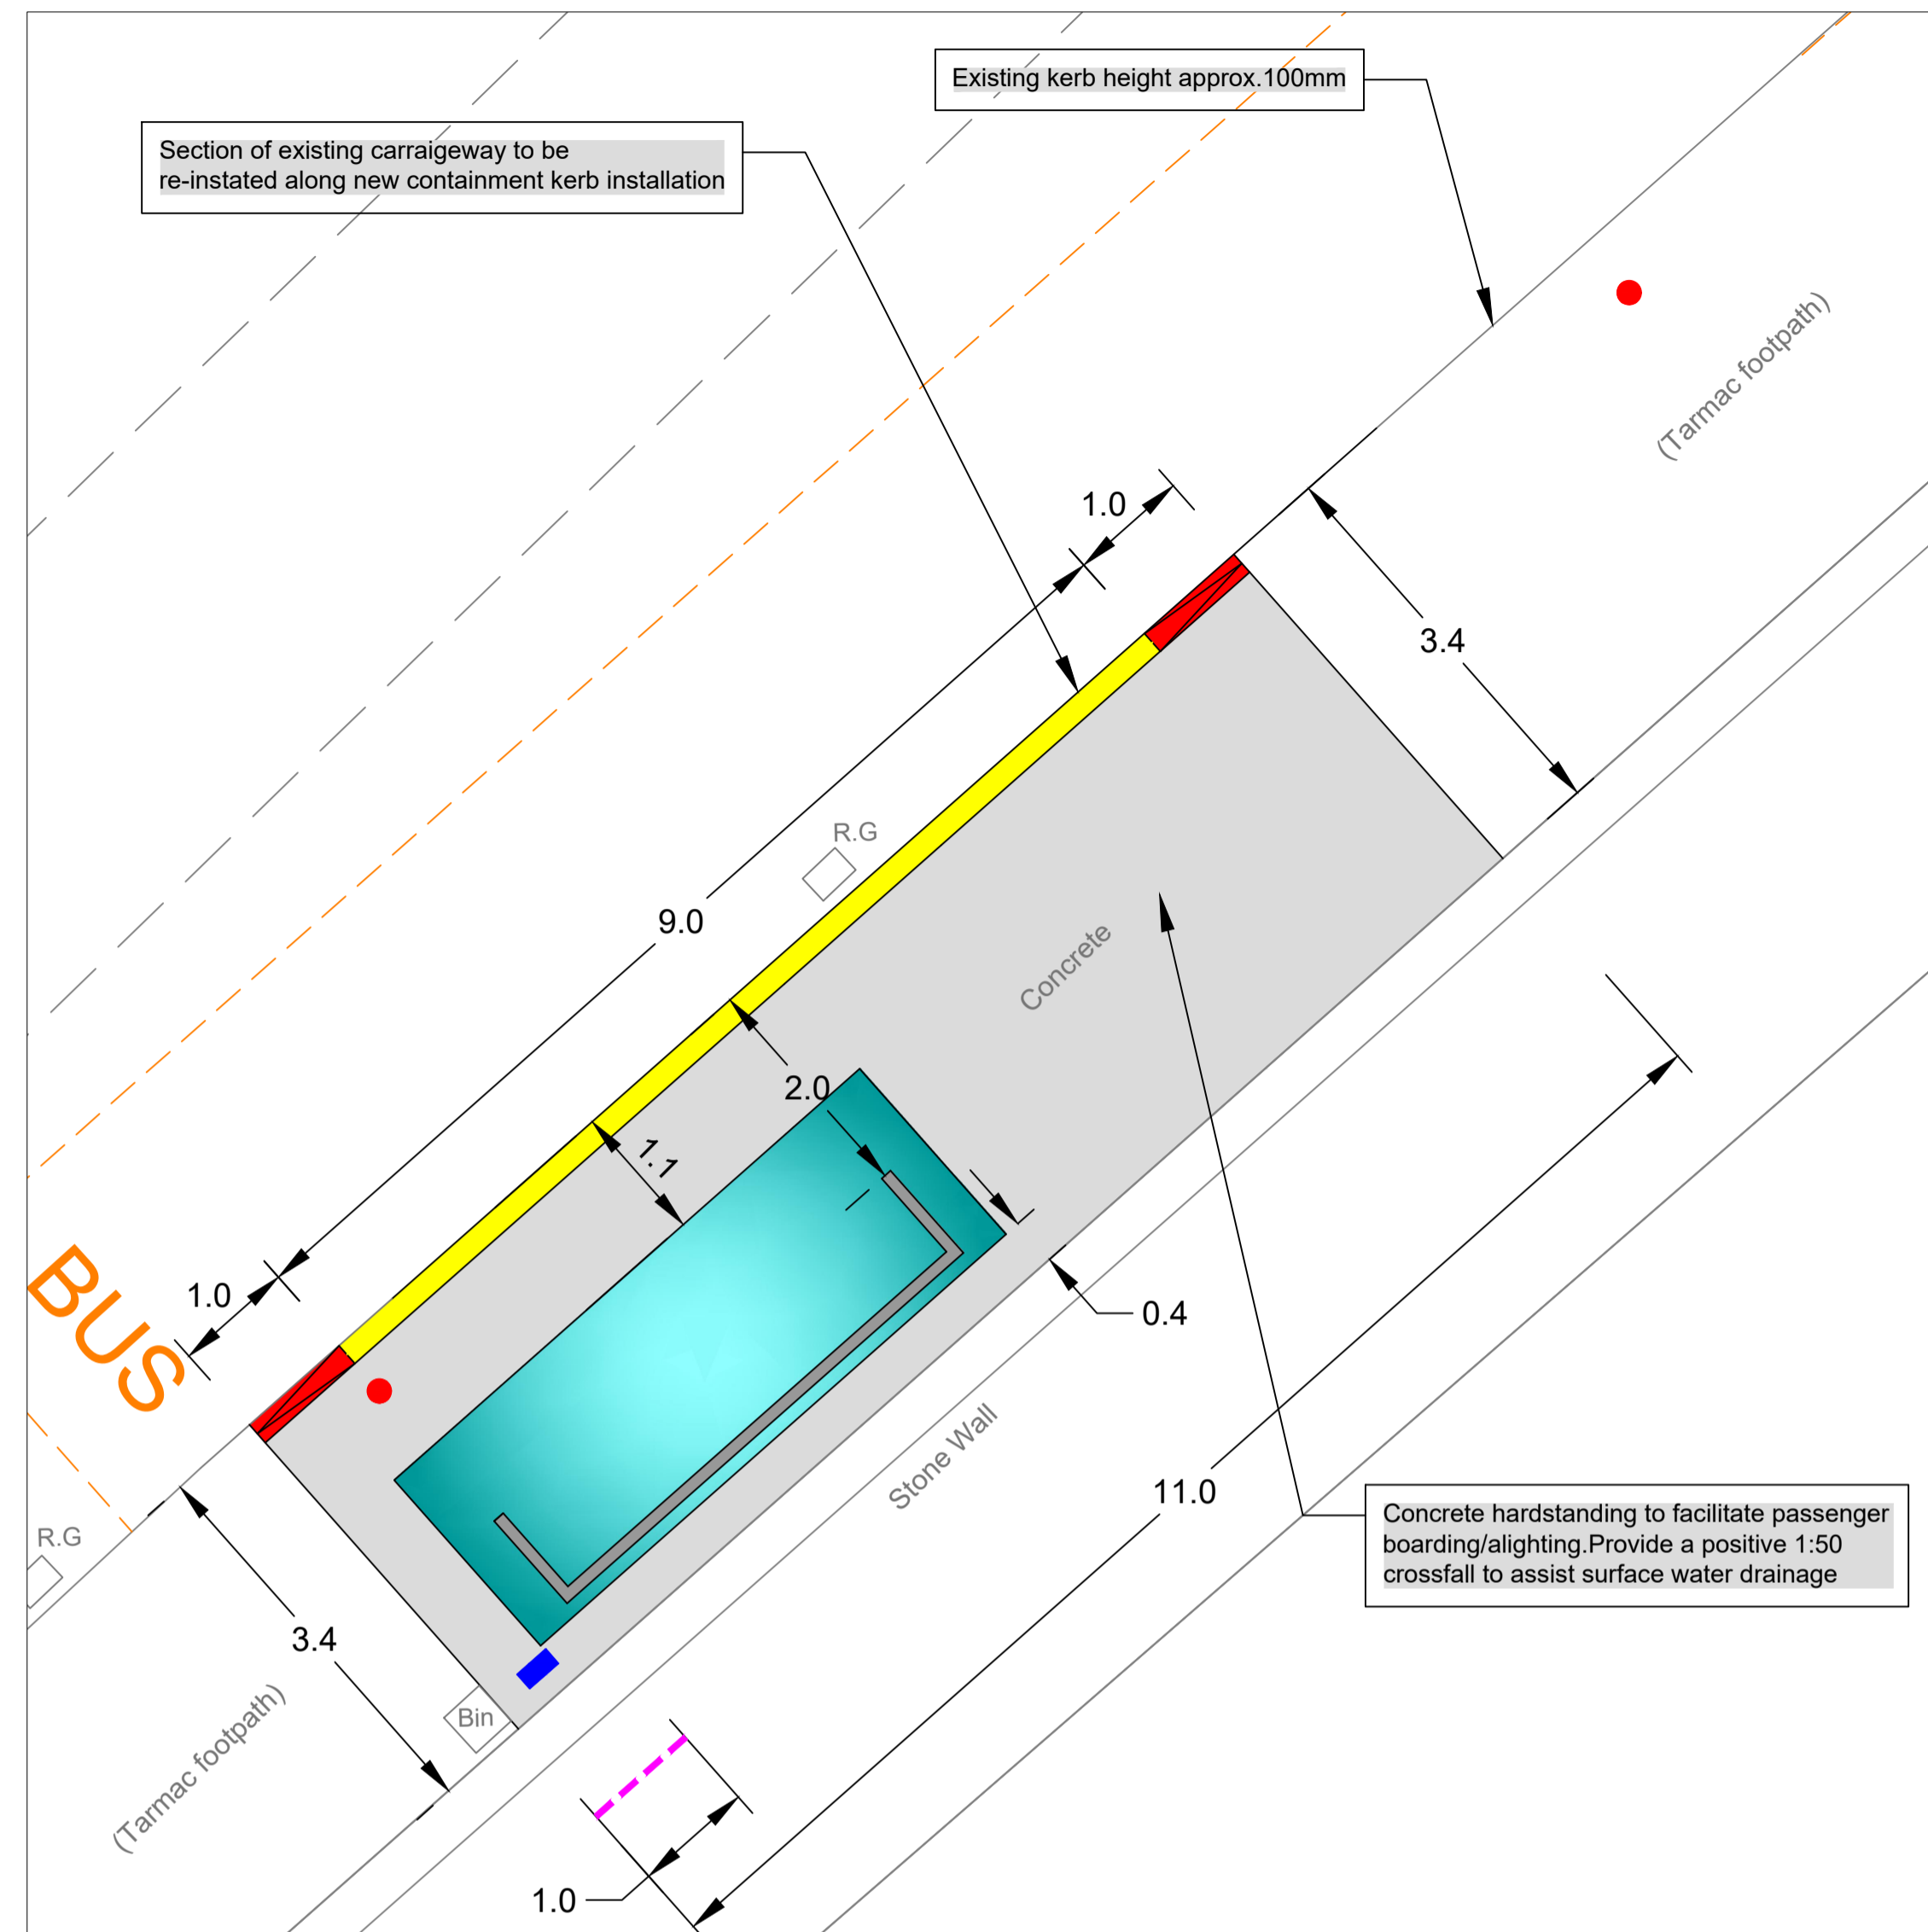 Existing kerb height approx.100mm
Section of existing carraigeway to be
re-instated along new containment kerb installation
(Tarmac footpath)
1.0
3.4
R.G
9.0
Concrete
2.0
1.1
BUS
1.0
0.4
Stone Wall
11.0
Concrete hardstanding to facilitate passenger
boarding/alighting.Provide a positive 1:50
crossfall to assist surface water drainage
R.G
3.4
Bin
(Tarmac footpath)
1.0